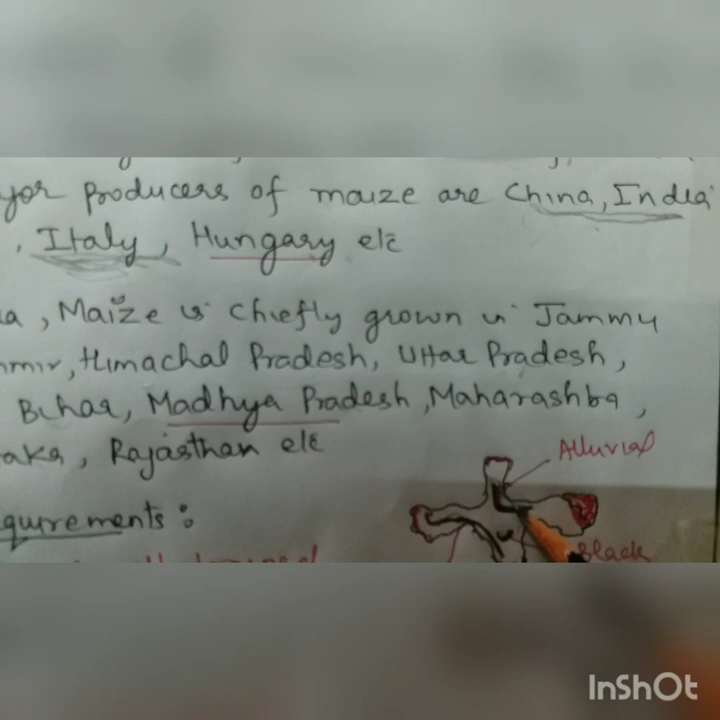 yor producers of maize are China, India
, Italy, Hungary etc
a, Maize is chiefly grown in Jammu
mir, Himachal Pradesh, Uttar Pradesh,
Bihar, Madhya Pradesh, Maharashtra,
aka, Rajasthan etc
Alluvial
quirements :
Black
InShOt